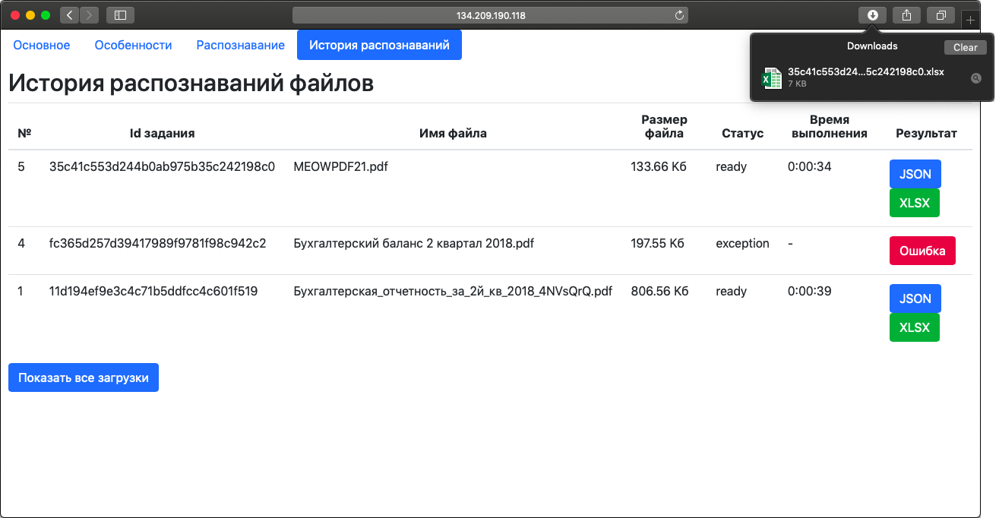 134.209.190.118
Основное Особенности Распознавание История распознаваний
Downloads Clear
35c41c553d24...5c242198c0.xlsx
7 KB
История распознаваний файлов
№ Id задания Имя файла Размер файла Статус Время выполнения Результат
5 35c41c553d244b0ab975b35c242198c0 MEOWPDF21.pdf 133.66 Кб ready 0:00:34 JSON
XLSX
4 fc365d257d39417989f9781f98c942c2 Бухгалтерский баланс 2 квартал 2018.pdf 197.55 Кб exception - Ошибка
1 11d194ef9e3c4c71b5ddfcc4c601f519 Бухгалтерская_отчетность_за_2й_кв_2018_4NVsQrQ.pdf 806.56 Кб ready 0:00:39 JSON
XLSX
Показать все загрузки